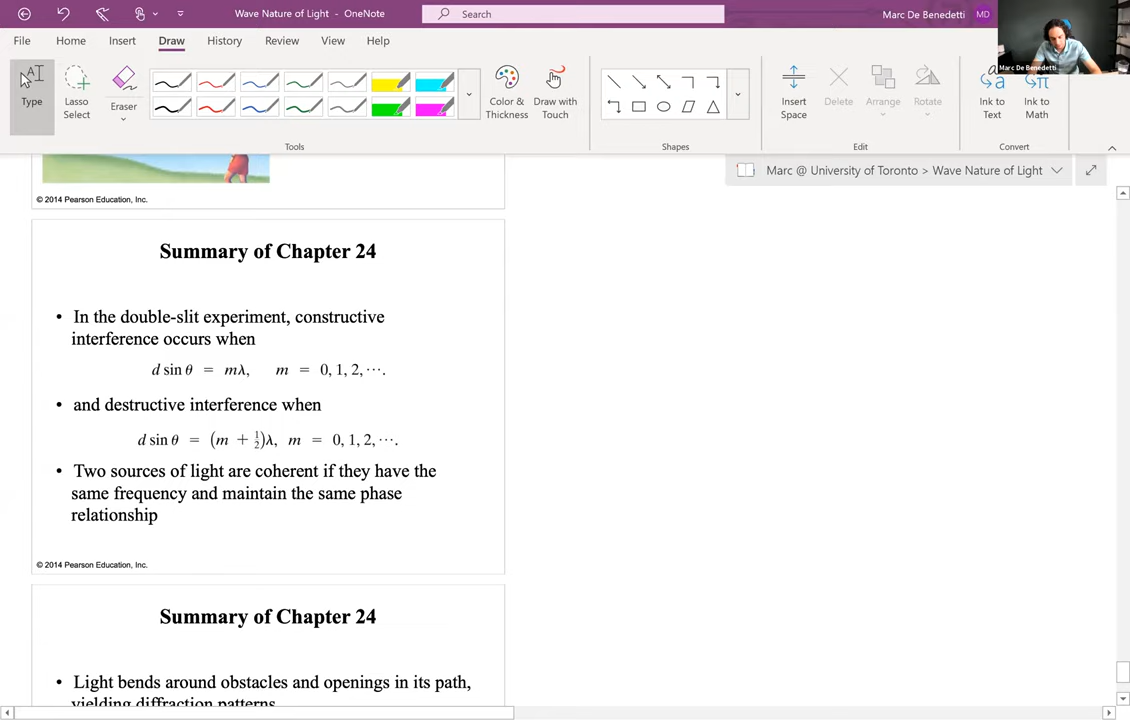 Wave Nature of Light - OneNote
Search
Marc De Benedetti
MD
File
Home
Insert
Draw
History
Review
View
Help
Marc De Benedetti
Type
Lasso
Select
Eraser
Color &
Thickness
Draw with
Touch
Insert
Space
Delete
Arrange
Rotate
Ink to
Text
Ink to
Math
Tools
Shapes
Edit
Convert
Marc @ University of Toronto > Wave Nature of Light
© 2014 Pearson Education, Inc.
Summary of Chapter 24
• In the double-slit experiment, constructive
interference occurs when
d sin θ = mλ, m = 0, 1, 2, ⋯.
• and destructive interference when
d sin θ = (m + 1/2)λ, m = 0, 1, 2, ⋯.
• Two sources of light are coherent if they have the
same frequency and maintain the same phase
relationship
© 2014 Pearson Education, Inc.
Summary of Chapter 24
• Light bends around obstacles and openings in its path,
yielding diffraction patterns